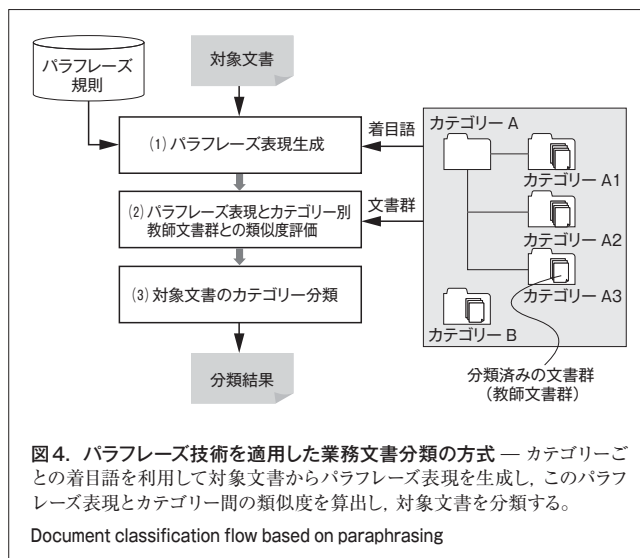 パラフレーズ
規則
対象文書
(1) パラフレーズ表現生成
着目語
(2) パラフレーズ表現とカテゴリー別
教師文書群との類似度評価
文書群
(3) 対象文書のカテゴリー分類
分類結果
カテゴリー A
カテゴリー A1
カテゴリー A2
カテゴリー A3
カテゴリー B
分類済みの文書群
(教師文書群)
図4. パラフレーズ技術を適用した業務文書分類の方式 — カテゴリーご
との着目語を利用して対象文書からパラフレーズ表現を生成し,このパラフ
レーズ表現とカテゴリー間の類似度を算出し,対象文書を分類する。
Document classification flow based on paraphrasing